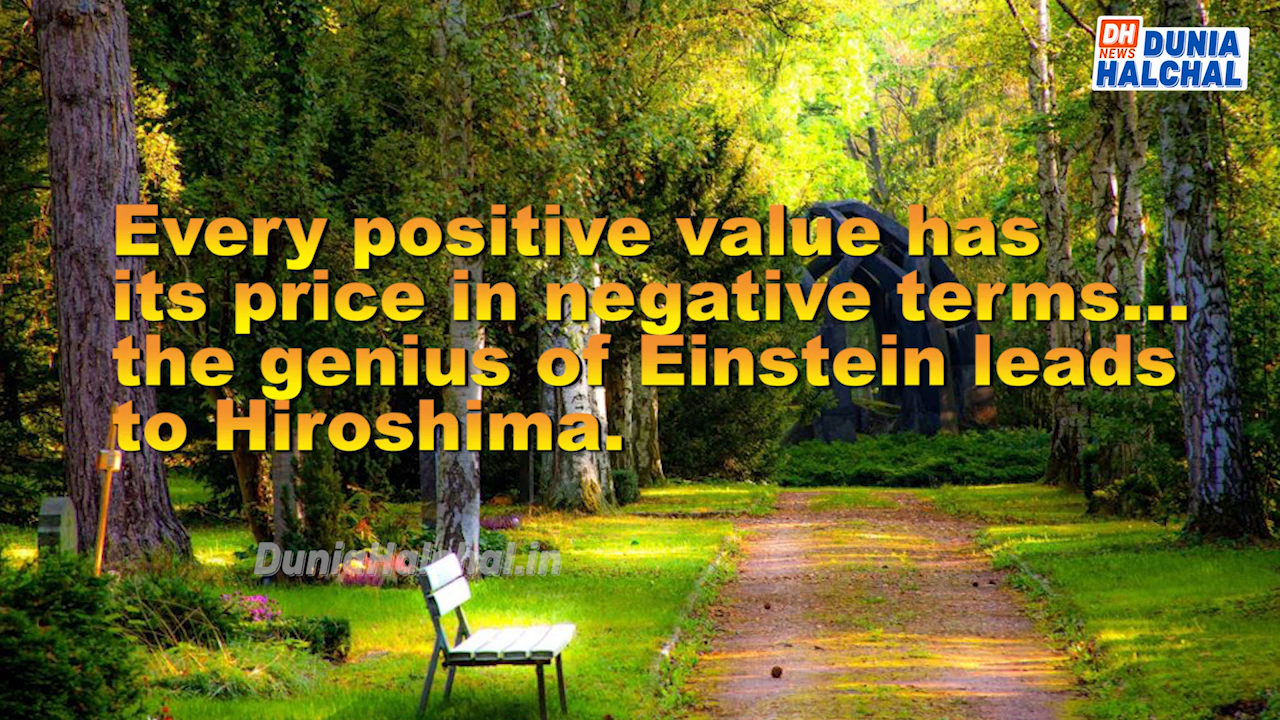 DH
NEWS
DUNIA
HALCHAL
Every positive value has
its price in negative terms...
the genius of Einstein leads
to Hiroshima.
DuniaHalchal.in